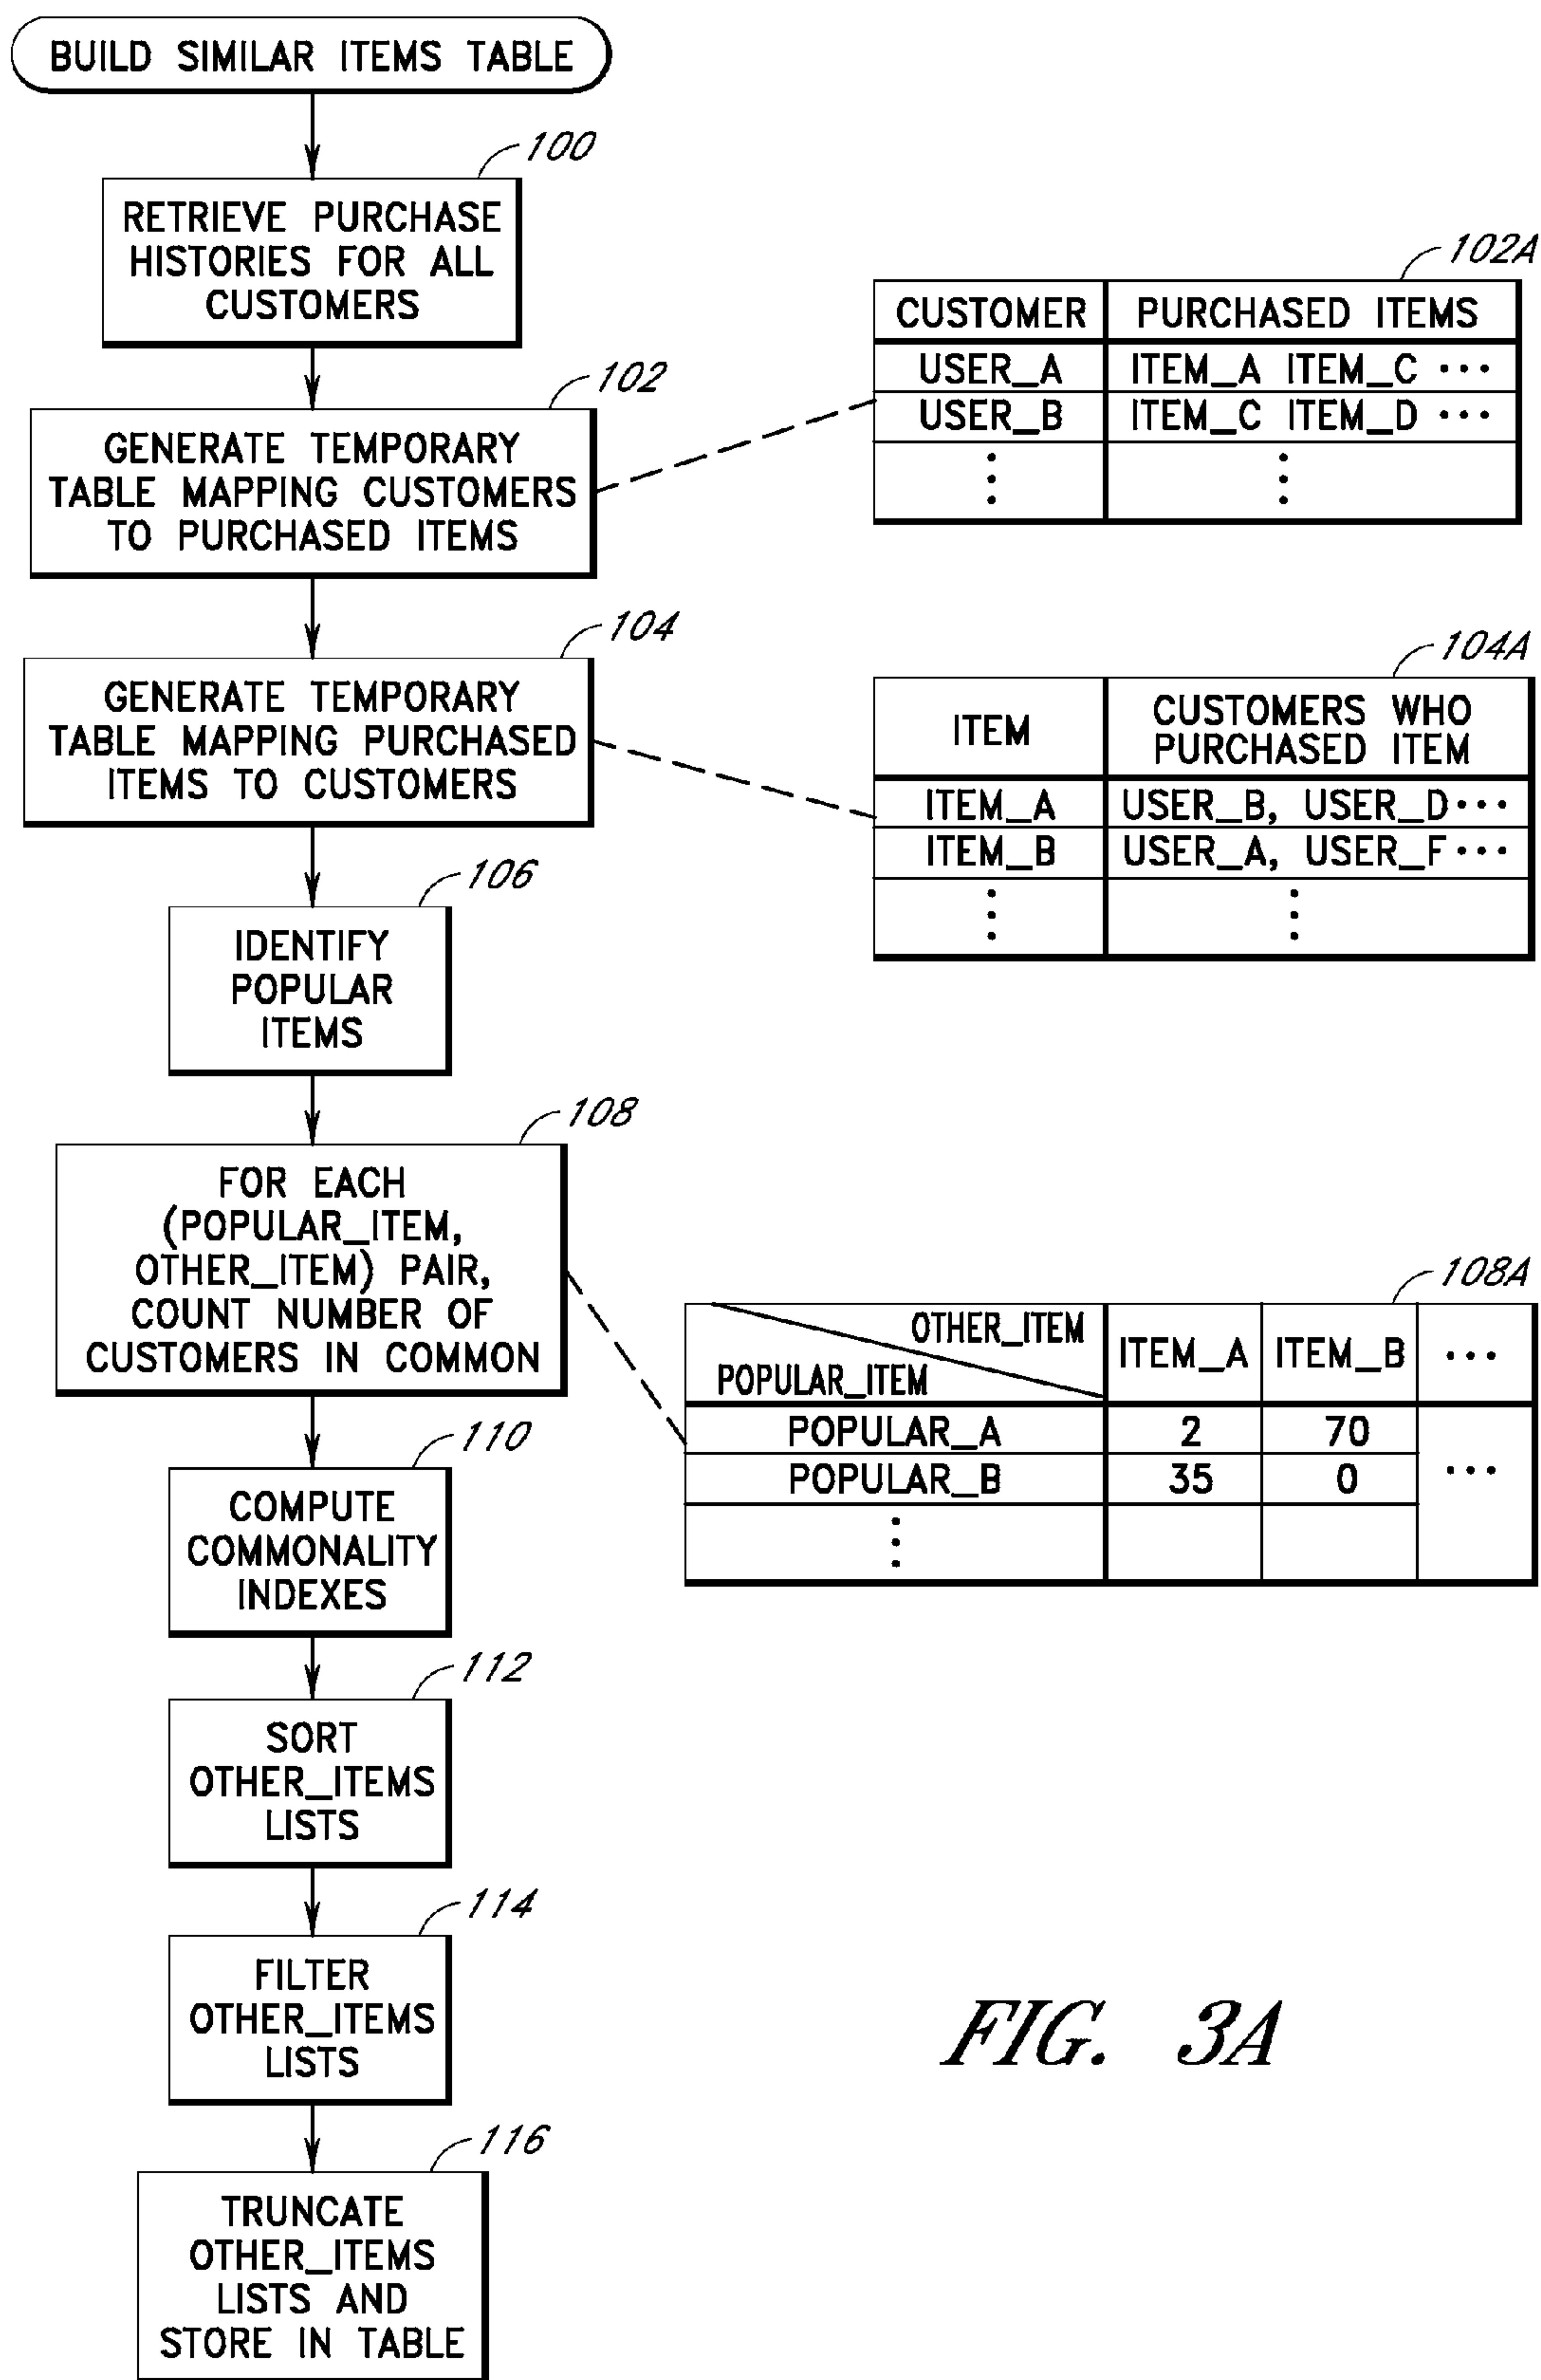 BUILD SIMILAR ITEMS TABLE
100
RETRIEVE PURCHASE
HISTORIES FOR ALL
CUSTOMERS
102
GENERATE TEMPORARY
TABLE MAPPING CUSTOMERS
TO PURCHASED ITEMS
102A
CUSTOMER PURCHASED ITEMS
USER_A ITEM_A ITEM_C ...
USER_B ITEM_C ITEM_D ...
104
GENERATE TEMPORARY
TABLE MAPPING PURCHASED
ITEMS TO CUSTOMERS
104A
ITEM CUSTOMERS WHO
PURCHASED ITEM
ITEM_A USER_B, USER_D...
ITEM_B USER_A, USER_F...
106
IDENTIFY
POPULAR
ITEMS
108
FOR EACH
(POPULAR_ITEM,
OTHER_ITEM) PAIR,
COUNT NUMBER OF
CUSTOMERS IN COMMON
108A
OTHER_ITEM ITEM_A ITEM_B ...
POPULAR_ITEM
POPULAR_A 2 70
POPULAR_B 35 0 ...
110
COMPUTE
COMMONALITY
INDEXES
112
SORT
OTHER_ITEMS
LISTS
114
FILTER
OTHER_ITEMS
LISTS
116
TRUNCATE
OTHER_ITEMS
LISTS AND
STORE IN TABLE
FIG. 3A